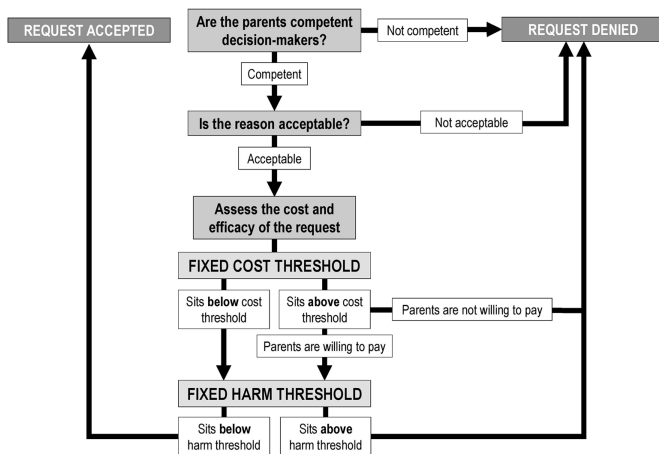 REQUEST ACCEPTED
Are the parents competent
decision-makers?
Not competent
REQUEST DENIED
Competent
Is the reason acceptable?
Not acceptable
Acceptable
Assess the cost and
efficacy of the request
FIXED COST THRESHOLD
Sits below cost
threshold
Sits above cost
threshold
Parents are not willing to pay
Parents are willing to pay
FIXED HARM THRESHOLD
Sits below
harm threshold
Sits above
harm threshold